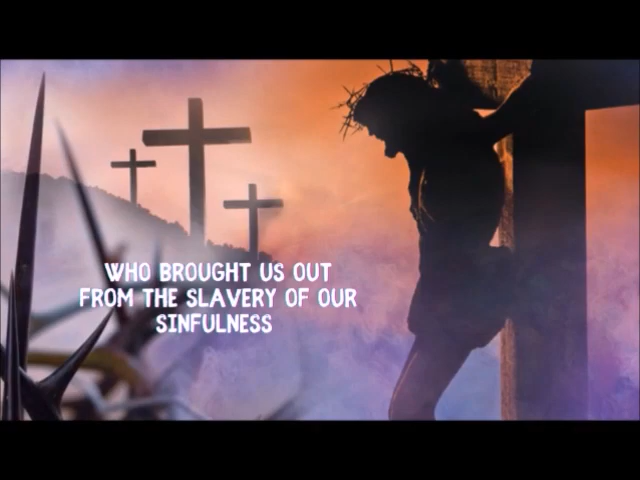 WHO BROUGHT US OUT
FROM THE SLAVERY OF OUR
SINFULNESS